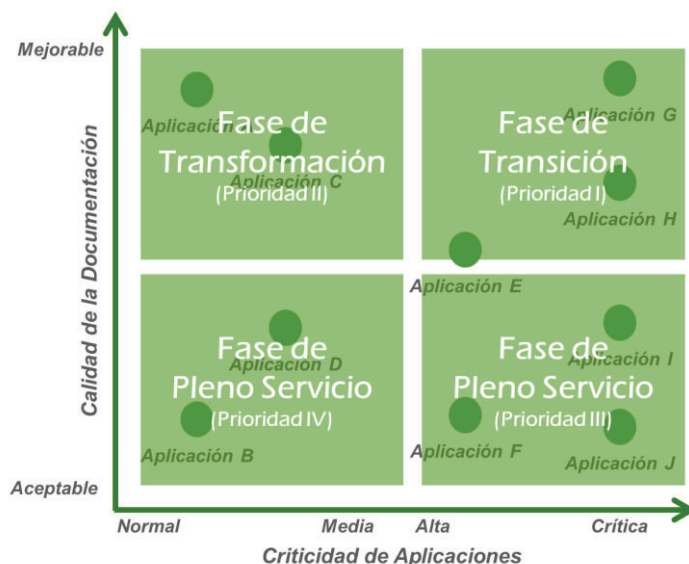 Mejorable
Calidad de la Documentación
Aceptable
Aplicación
Fase de
Transformación
(Prioridad II)
Aplicación C
Fase de
Transición
(Prioridad I)
Aplicación G
Aplicación H
Aplicación E
Fase de
Pleno Servicio
(Prioridad IV)
Aplicación D
Aplicación B
Fase de
Pleno Servicio
(Prioridad III)
Aplicación I
Aplicación F
Aplicación J
Normal
Media
Alta
Crítica
Criticidad de Aplicaciones